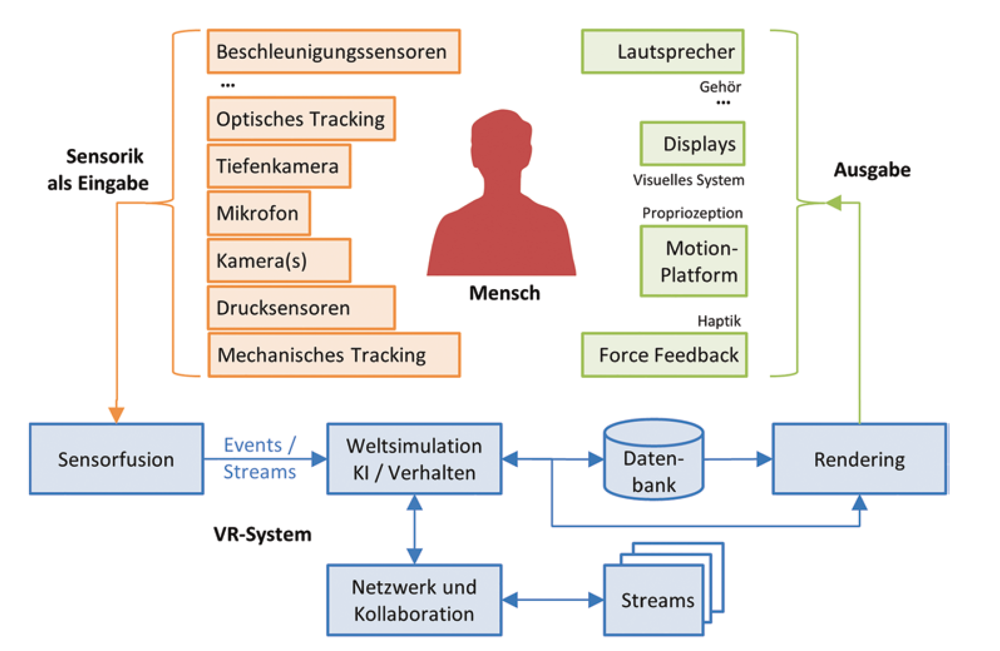 Sensorik
als Eingabe
Beschleunigungssensoren
...
Optisches Tracking
Tiefenkamera
Mikrofon
Kamera(s)
Drucksensoren
Mechanisches Tracking
Mensch
Lautsprecher
Gehör
...
Displays
Visuelles System
Propriozeption
Motion-
Platform
Haptik
Force Feedback
Ausgabe
Sensorfusion
Events /
Streams
Weltsimulation
KI / Verhalten
Daten-
bank
Rendering
VR-System
Netzwerk und
Kollaboration
Streams